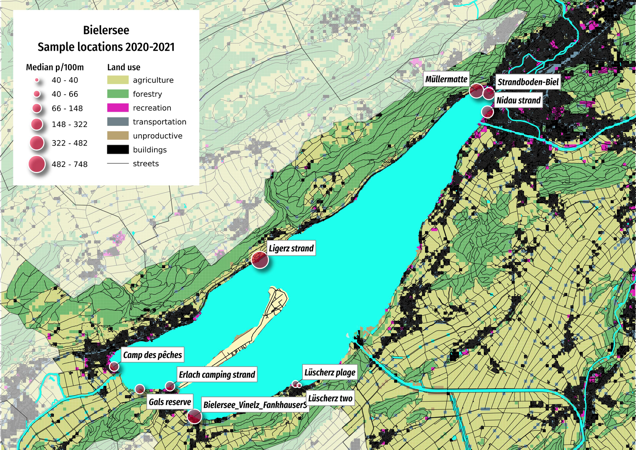 Bielersee
Sample locations 2020-2021
Median p/100m
40 - 40
40 - 66
66 - 148
148 - 322
322 - 482
482 - 748
Land use
agriculture
forestry
recreation
transportation
unproductive
buildings
streets
Müllermatte
Strandboden-Biel
Nidau strand
Ligerz strand
Camp des pêches
Erlach camping strand
Lüscherz plage
Gals reserve
Bielersee_Vinelz_FankhauserS
Lüscherz two